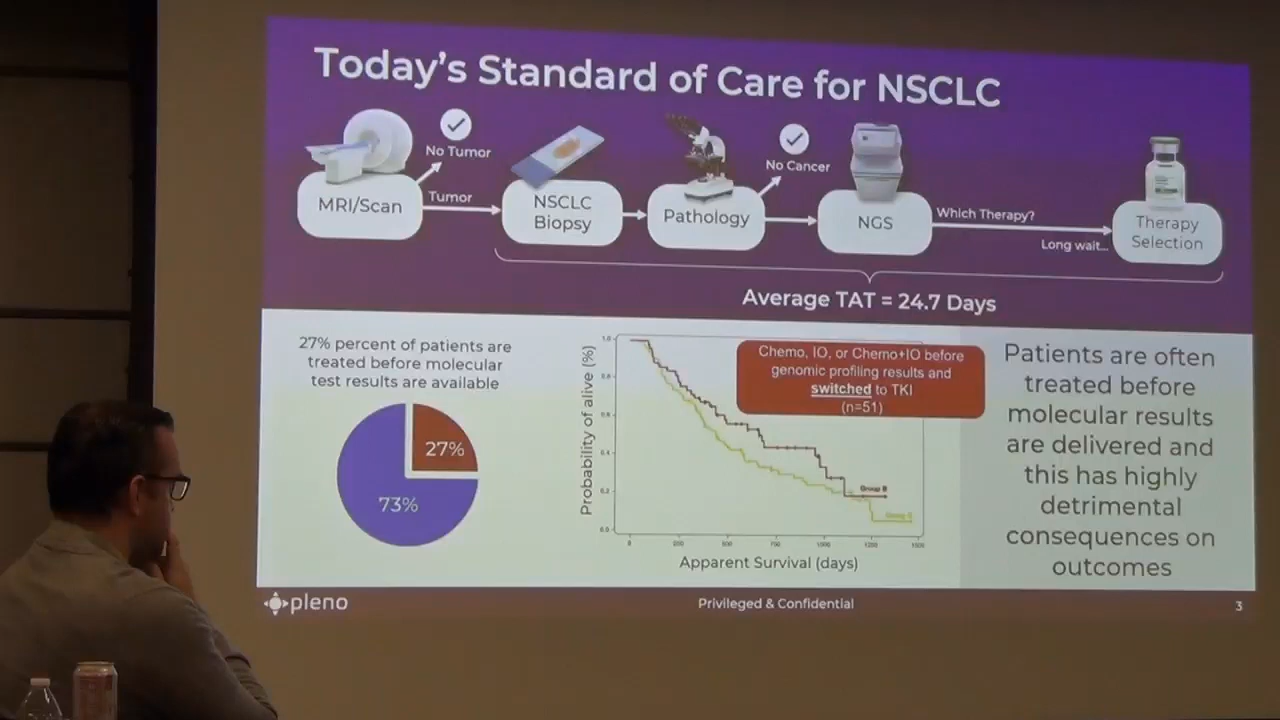 Today's Standard of Care for NSCLC
No Tumor
No Cancer
MRI/Scan
Tumor
NSCLC
Biopsy
Pathology
NGS
Which Therapy?
Long wait...
Therapy
Selection
Average TAT = 24.7 Days
27% percent of patients are
treated before molecular
test results are available
27%
73%
Probability of alive (%)
1.0
0.8
0.6
0.4
0.2
0.0
Chemo, IO, or Chemo+IO before
genomic profiling results and
switched to TKI
(n=51)
Group B
0
500
1000
1500
Apparent Survival (days)
Patients are often
treated before
molecular results
are delivered and
this has highly
detrimental
consequences on
outcomes
pleno
Privileged & Confidential
3